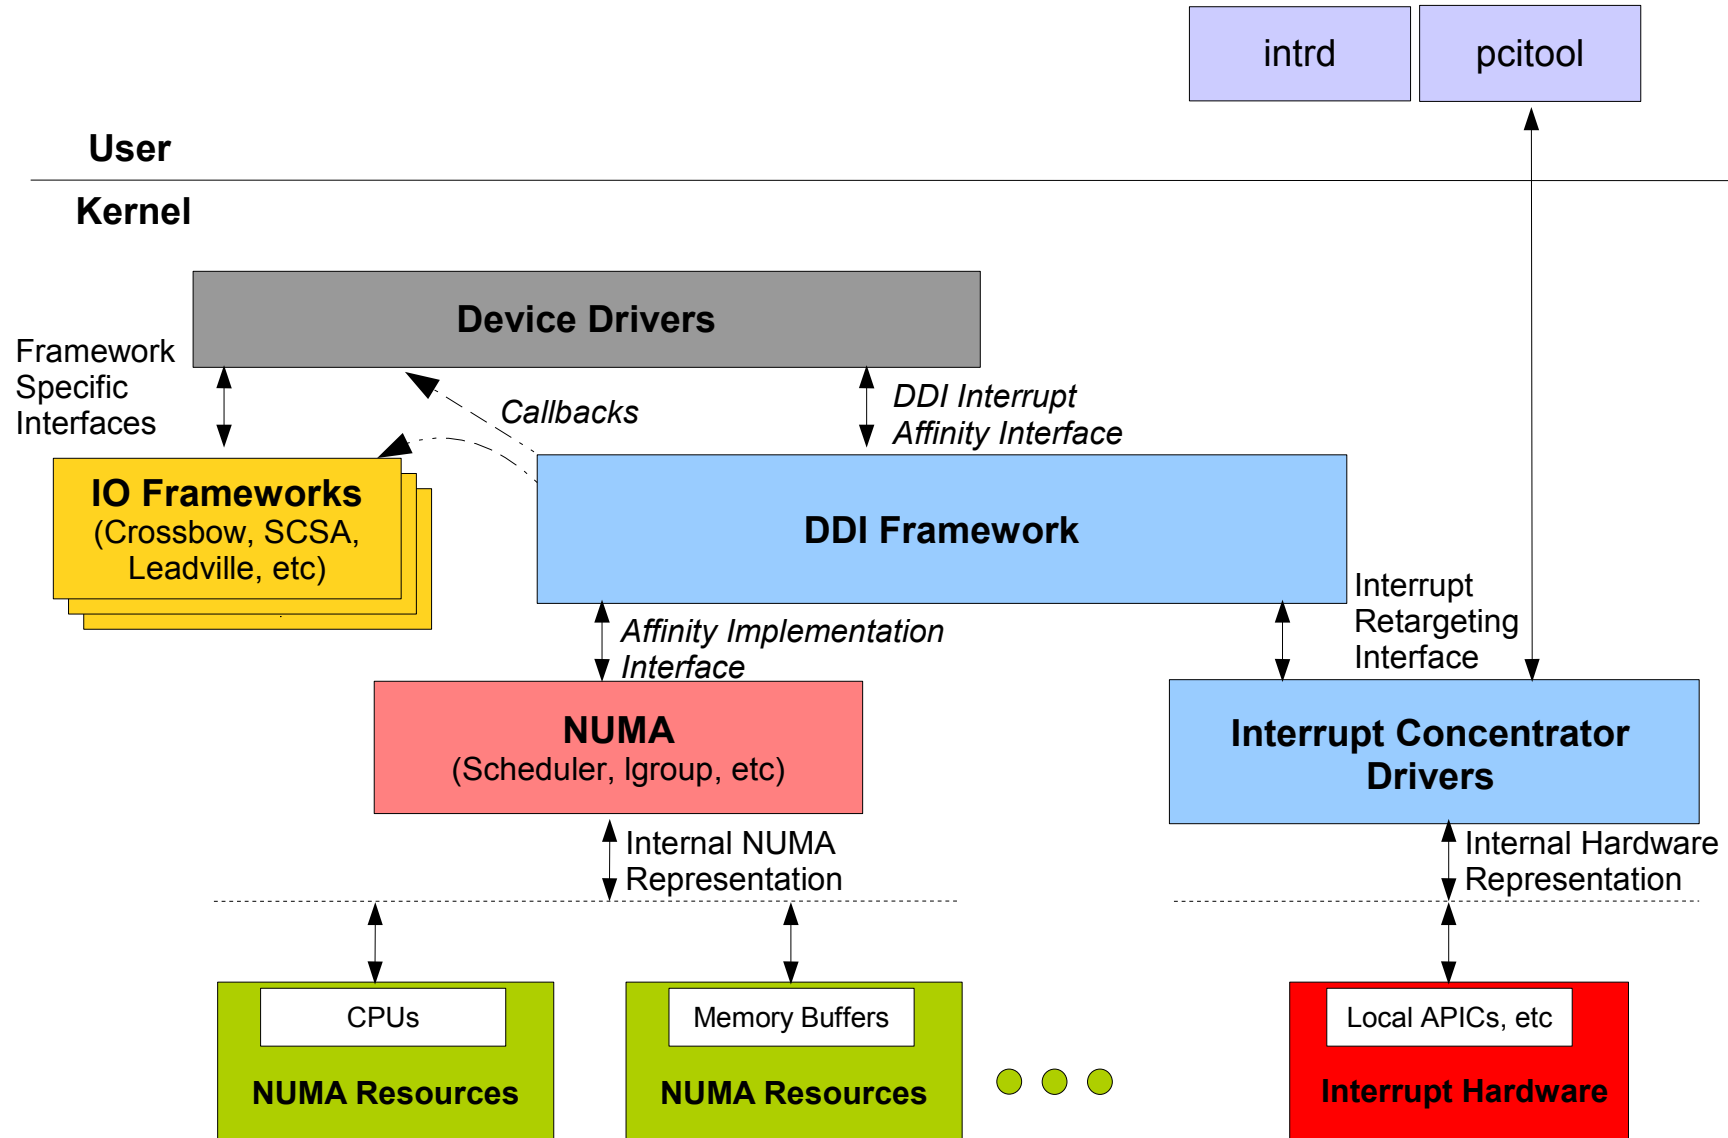 intrd
pcitool
User
Kernel
Device Drivers
Framework
Specific
Interfaces
Callbacks
DDI Interrupt
Affinity Interface
IO Frameworks
(Crossbow, SCSA,
Leadville, etc)
DDI Framework
Affinity Implementation
Interface
Interrupt
Retargeting
Interface
NUMA
(Scheduler, lgroup, etc)
Interrupt Concentrator
Drivers
Internal NUMA
Representation
Internal Hardware
Representation
CPUs
NUMA Resources
Memory Buffers
NUMA Resources
Local APICs, etc
Interrupt Hardware